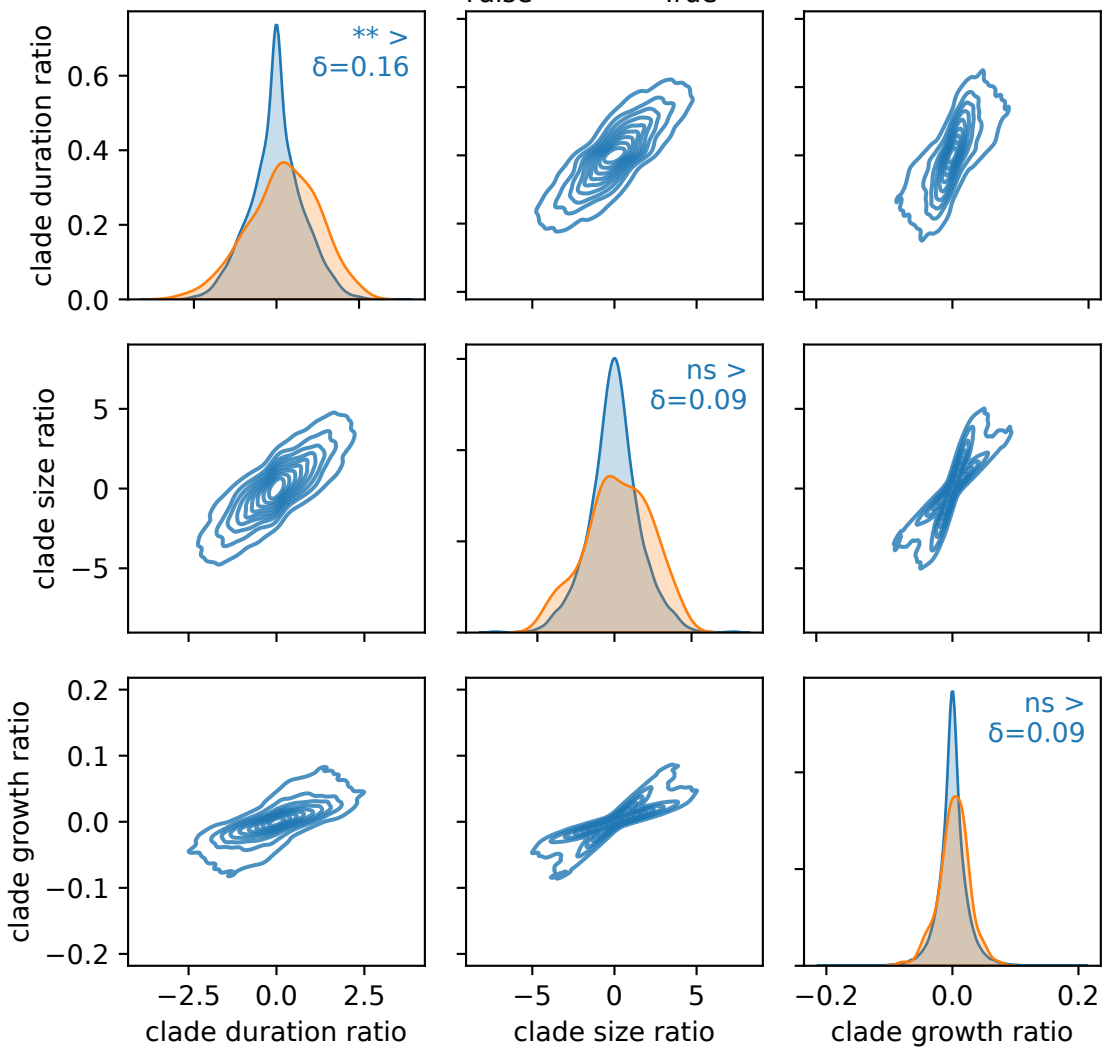 False True
clade duration ratio
0.6
0.4
0.2
0.0
** >
δ=0.16
clade size ratio
5
0
−5
ns >
δ=0.09
clade growth ratio
0.2
0.1
0.0
−0.1
−0.2
ns >
δ=0.09
−2.5 0.0 2.5
−5 0 5
−0.2 0.0 0.2
clade duration ratio
clade size ratio
clade growth ratio